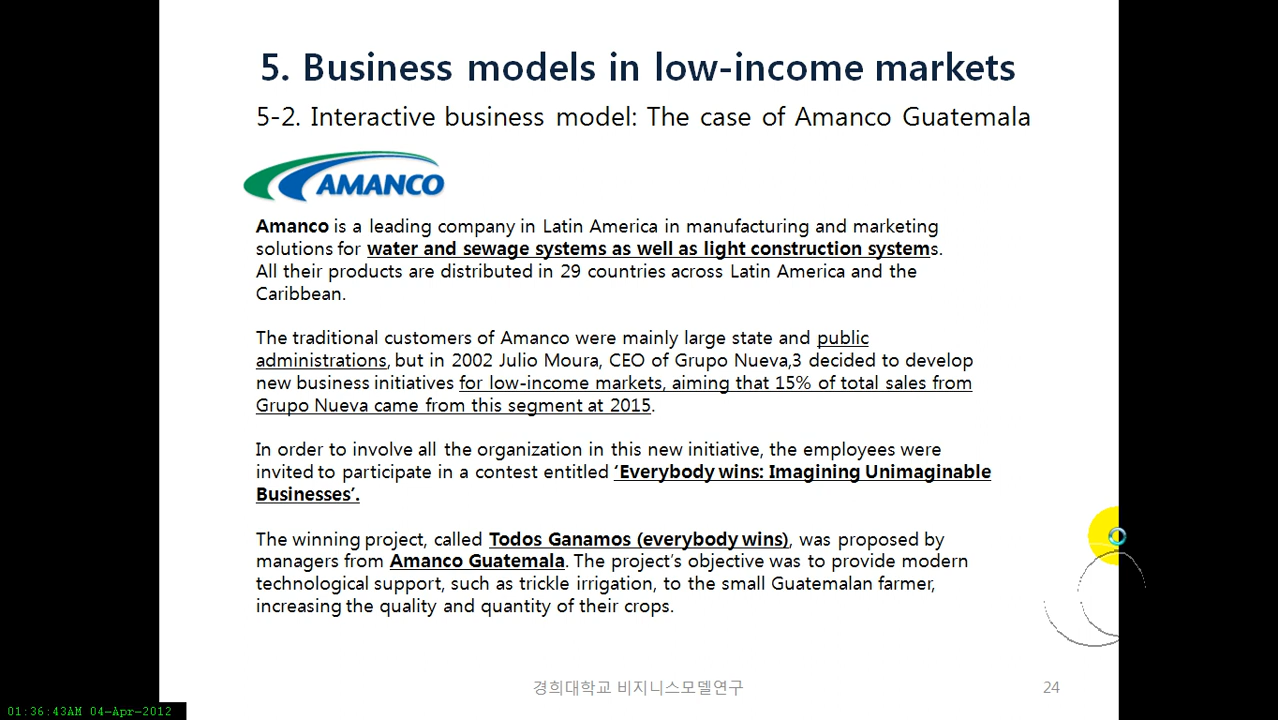 5. Business models in low-income markets
5-2. Interactive business model: The case of Amanco Guatemala
AMANCO
Amanco is a leading company in Latin America in manufacturing and marketing
solutions for water and sewage systems as well as light construction systems.
All their products are distributed in 29 countries across Latin America and the
Caribbean.
The traditional customers of Amanco were mainly large state and public
administrations, but in 2002 Julio Moura, CEO of Grupo Nueva,3 decided to develop
new business initiatives for low-income markets, aiming that 15% of total sales from
Grupo Nueva came from this segment at 2015.
In order to involve all the organization in this new initiative, the employees were
invited to participate in a contest entitled ‘Everybody wins: Imagining Unimaginable
Businesses’.
The winning project, called Todos Ganamos (everybody wins), was proposed by
managers from Amanco Guatemala. The project’s objective was to provide modern
technological support, such as trickle irrigation, to the small Guatemalan farmer,
increasing the quality and quantity of their crops.
경희대학교 비지니스모델연구
24
01:36:43AM 04-Apr-2012